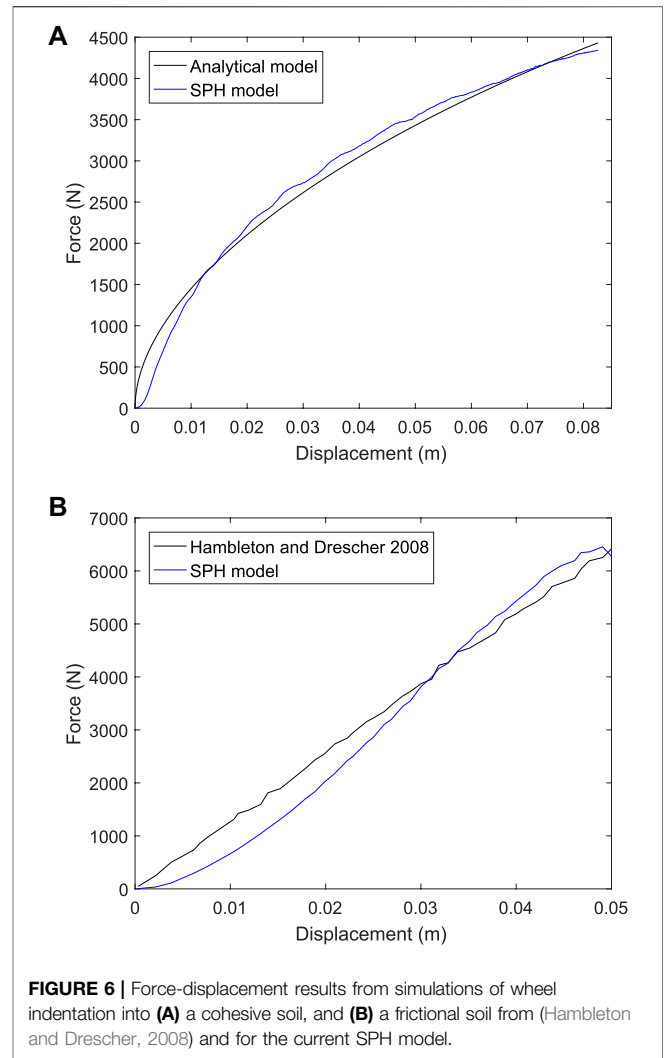 A
4500
4000
3500
3000
2500
2000
1500
1000
500
0
Force (N)
Analytical model
SPH model
0 0.01 0.02 0.03 0.04 0.05 0.06 0.07 0.08
Displacement (m)
B
7000
6000
5000
4000
3000
2000
1000
0
Force (N)
Hambleton and Drescher 2008
SPH model
0 0.01 0.02 0.03 0.04 0.05
Displacement (m)
FIGURE 6 | Force-displacement results from simulations of wheel
indentation into (A) a cohesive soil, and (B) a frictional soil from (Hambleton
and Drescher, 2008) and for the current SPH model.